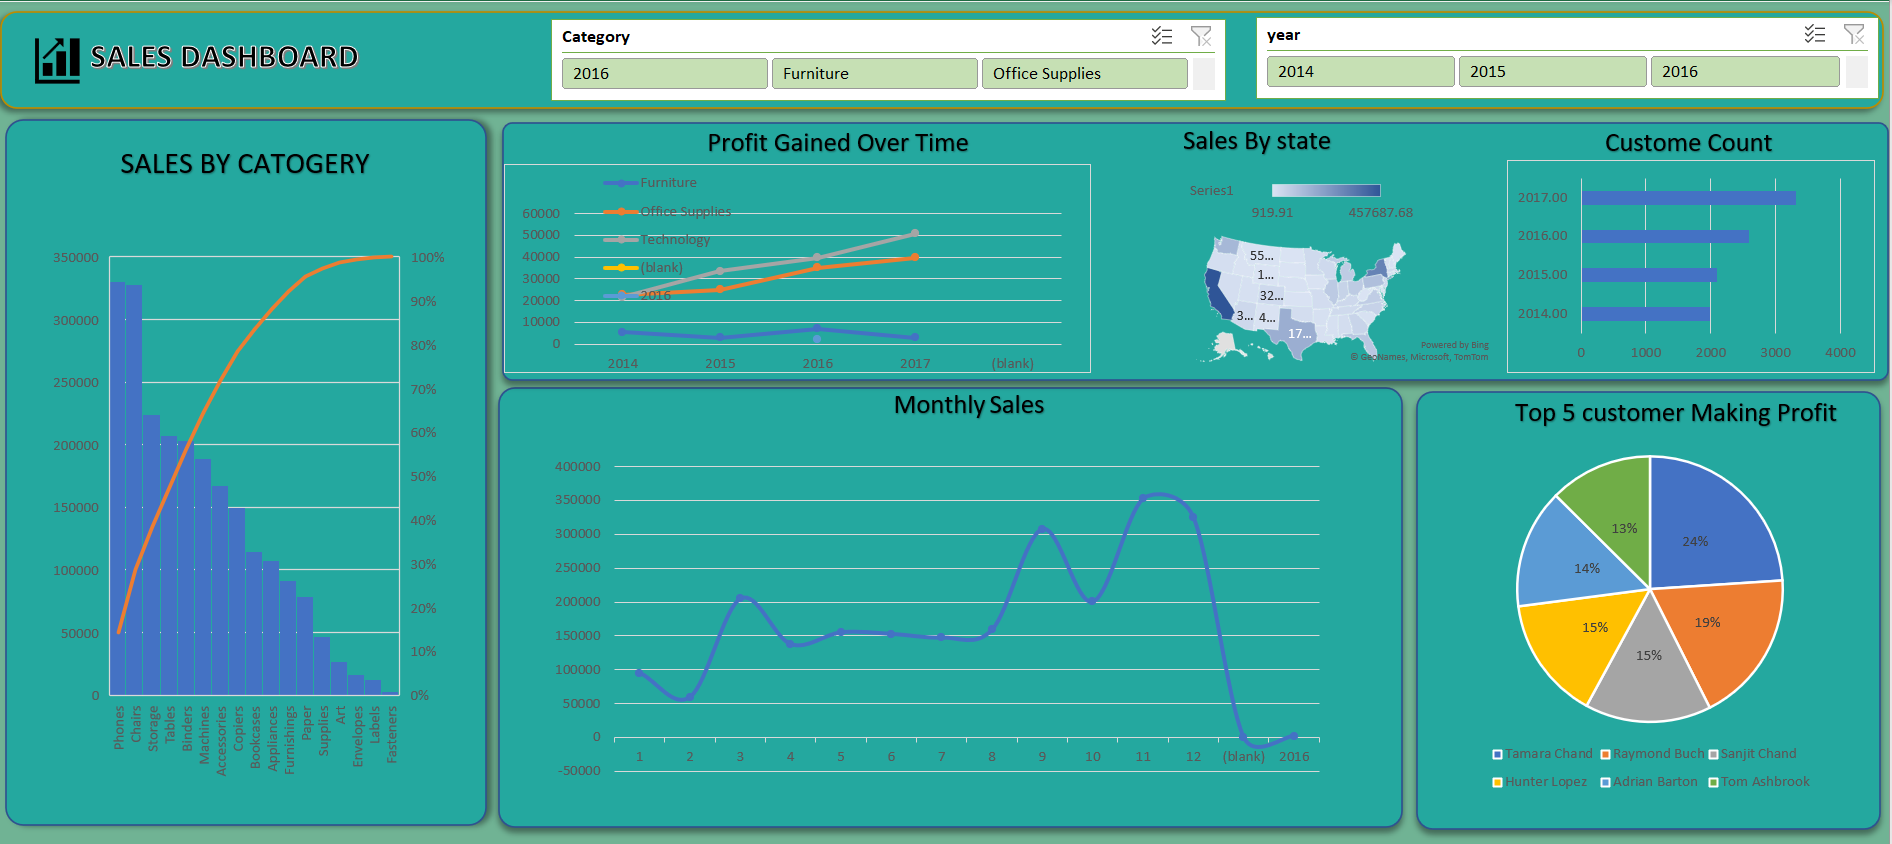 SALES DASHBOARD
Category
2016
Furniture
Office Supplies
year
2014
2015
2016
SALES BY CATOGERY
350000
300000
250000
200000
150000
100000
50000
0
100%
90%
80%
70%
60%
50%
40%
30%
20%
10%
0%
Phones
Chairs
Storage
Tables
Binders
Machines
Accessories
Copiers
Bookcases
Appliances
Furnishings
Paper
Supplies
Art
Envelopes
Labels
Fasteners
Profit Gained Over Time
Furniture
Office Supplies
Technology
(blank)
2016
60000
50000
40000
30000
20000
10000
0
2014
2015
2016
2017
(blank)
Sales By state
Series1
919.91
457687.68
55...
1...
32...
3...
4...
17...
Powered by Bing
© GeoNames, Microsoft, TomTom
Custome Count
2017.00
2016.00
2015.00
2014.00
0
1000
2000
3000
4000
Monthly Sales
400000
350000
300000
250000
200000
150000
100000
50000
0
-50000
1
2
3
4
5
6
7
8
9
10
11
12
(blank)
2016
Top 5 customer Making Profit
24%
19%
15%
15%
14%
13%
Tamara Chand
Raymond Buch
Sanjit Chand
Hunter Lopez
Adrian Barton
Tom Ashbrook